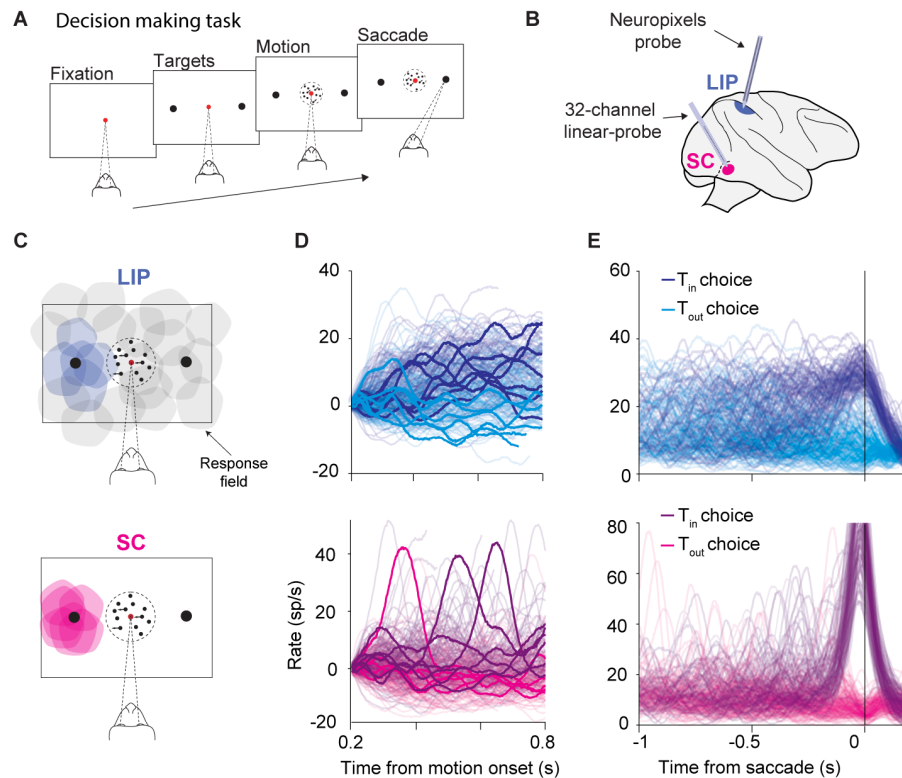 A
Decision making task
Fixation
Targets
Motion
Saccade
B
Neuropixels
probe
LIP
32-channel
linear-probe
SC
C
LIP
Response
field
SC
D
40
20
0
-20
40
20
0
-20
Rate (sp/s)
0.2
0.8
Time from motion onset (s)
E
60
40
20
0
T_in choice
T_out choice
80
60
40
20
0
T_in choice
T_out choice
-1
-0.5
0
Time from saccade (s)